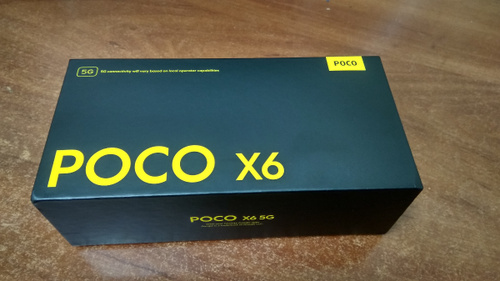 5G 5G connectivity will vary based on local operator capabilities
POCO
POCO X6
POCO X6 5G